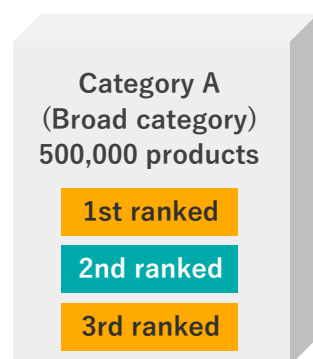 Category A
(Broad category)
500,000 products
1st ranked
2nd ranked
3rd ranked